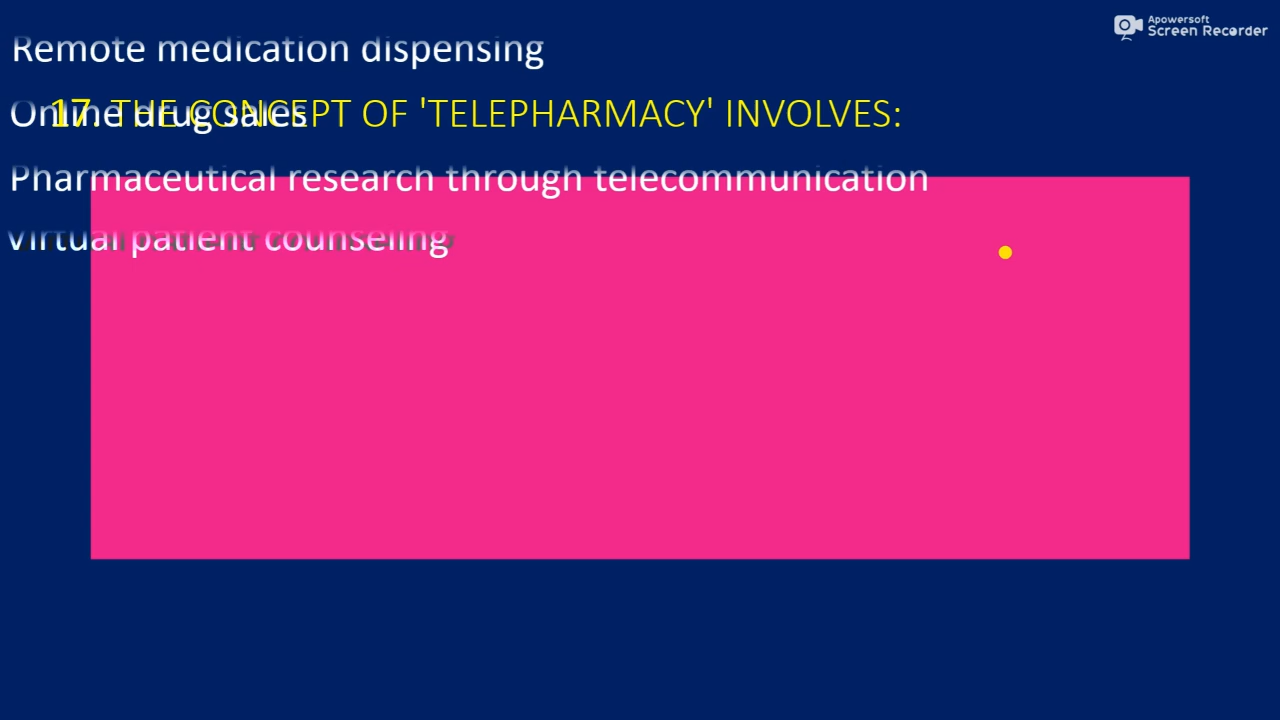 Apowersoft
Screen Recorder
Remote medication dispensing
17. THE CONCEPT OF 'TELEPHARMACY' INVOLVES:
Online drug sales
Pharmaceutical research through telecommunication
Virtual patient counseling